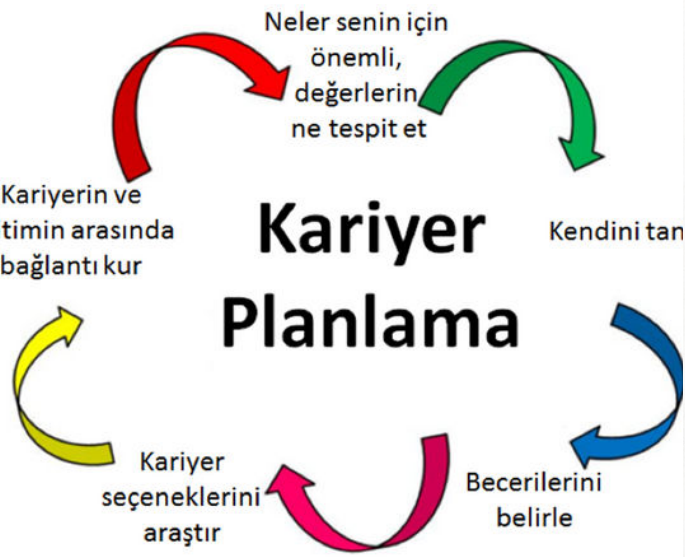 Neler senin için
önemli,
değerlerin
ne tespit et
Kendini tan
Becerilerini
belirle
Kariyer
seçeneklerini
araştır
Kariyerin ve
timin arasında
bağlantı kur
Kariyer
Planlama